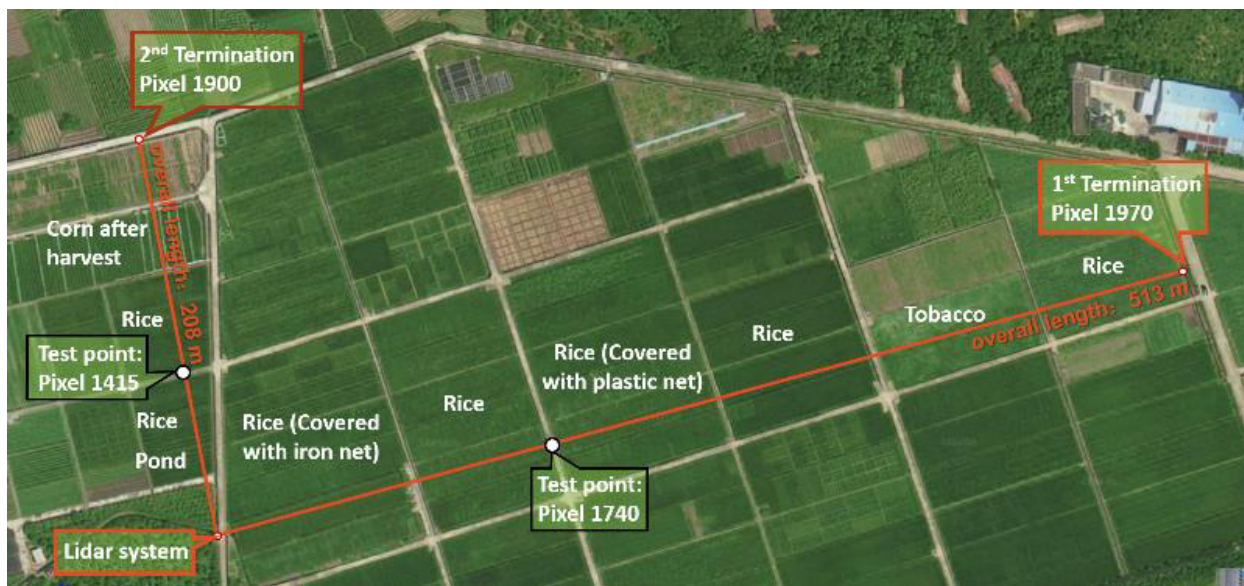 2nd Termination
Pixel 1900
overall length: 208 m
1st Termination
Pixel 1970
Corn after
harvest
Rice
Rice
Tobacco
overall length: 513 m
Rice
Test point:
Pixel 1415
Rice (Covered
with plastic net)
Rice
Rice
Rice (Covered
with iron net)
Pond
Test point:
Pixel 1740
Lidar system